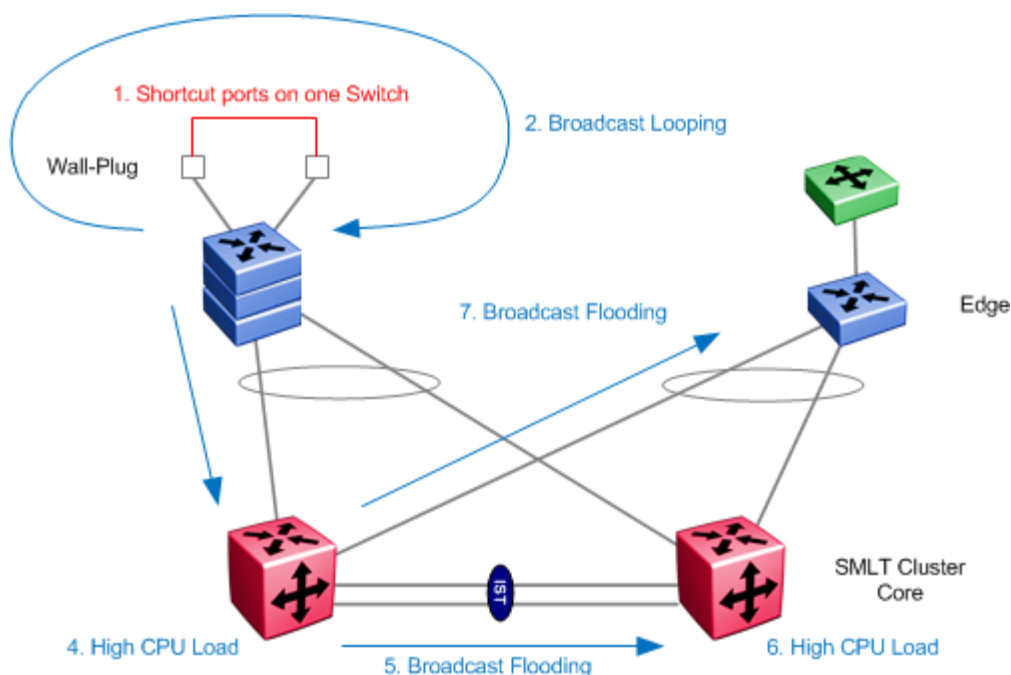 1. Shortcut ports on one Switch
2. Broadcast Looping
Wall-Plug
7. Broadcast Flooding
Edge
IST
SMLT Cluster
Core
4. High CPU Load
5. Broadcast Flooding
6. High CPU Load